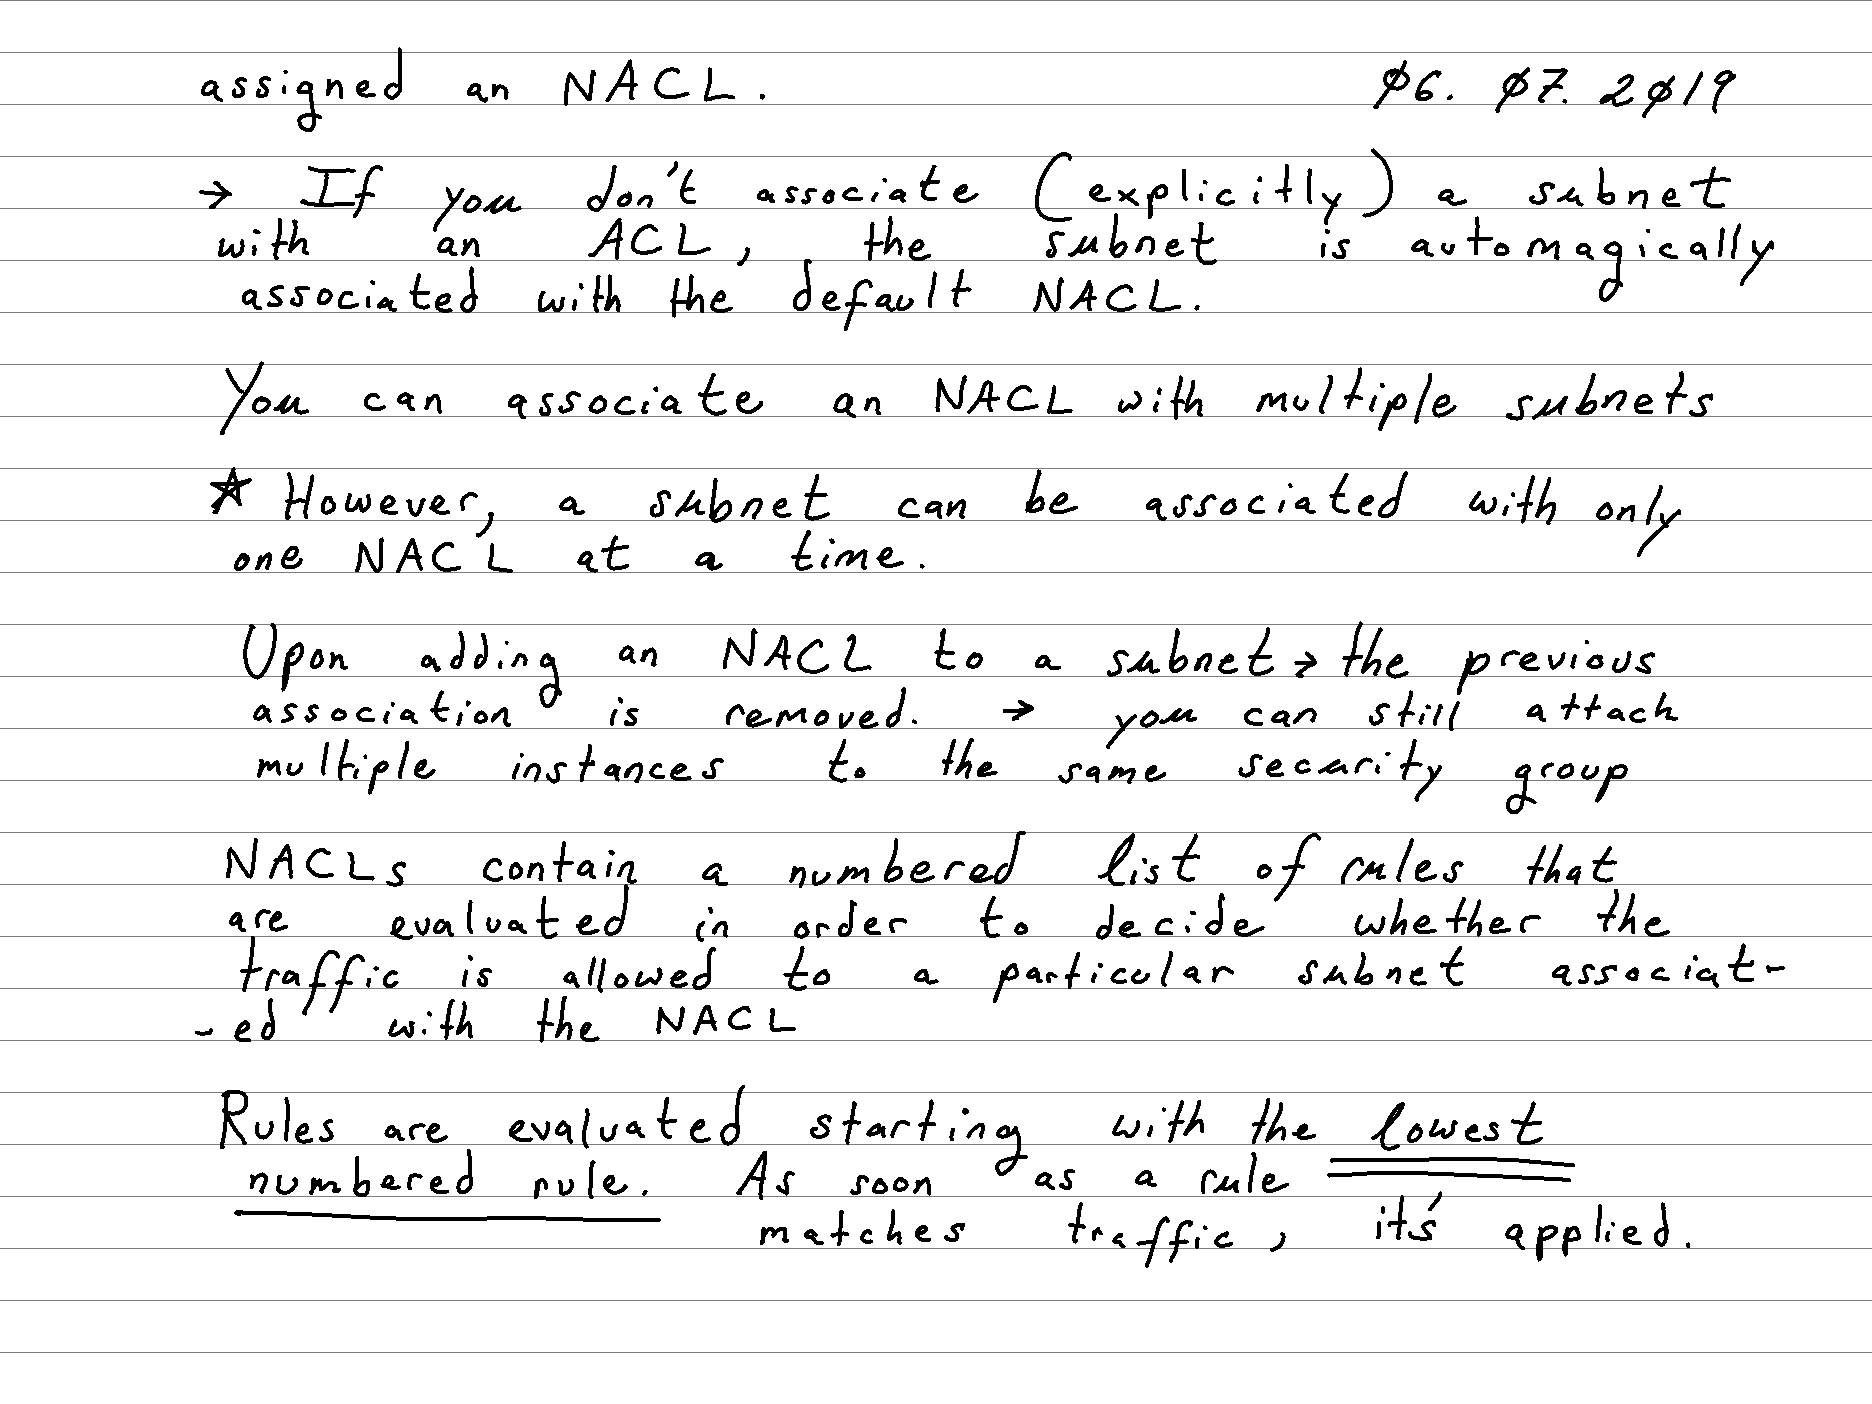 assigned an NACL. 06. 07. 2019
→ If you don't associate (explicitly) a subnet
with an ACL, the subnet is automagically
associated with the default NACL.
You can associate an NACL with multiple subnets
☆ However, a subnet can be associated with only
one NACL at a time.
Upon adding an NACL to a subnet → the previous
association is removed. → you can still attach
multiple instances to the same security group
NACLs contain a numbered list of rules that
are evaluated in order to decide whether the
traffic is allowed to a particular subnet associat-
-ed with the NACL
Rules are evaluated starting with the lowest
numbered rule. As soon as a rule
matches traffic, it's applied.